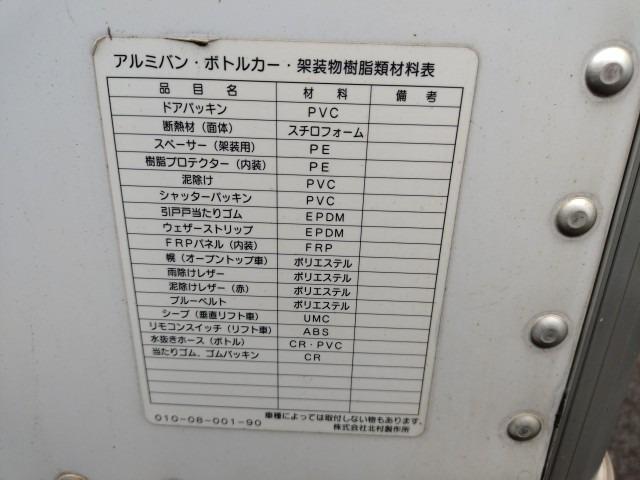 アルミバン・ボトルカー・架装物樹脂類材料表
品目名 材料 備考
ドアパッキン PVC
断熱材(面体) スチロフォーム
スペーサー(架装用) PE
樹脂プロテクター(内装) PE
泥除け PVC
シャッターパッキン PVC
引戸戸当たりゴム EPDM
ウェザーストリップ EPDM
FRPパネル(内装) FRP
幌(オープントップ車) ポリエステル
雨除けレザー ポリエステル
泥除けレザー(赤) ポリエステル
ブルーベルト ポリエステル
シーブ(垂直リフト車) UMC
リモコンスイッチ(リフト車) ABS
水抜きホース(ボトル) CR・PVC
当たりゴム、ゴムパッキン CR
010-08-001-90 車種によっては取付しない物もあります。
株式会社北村製作所